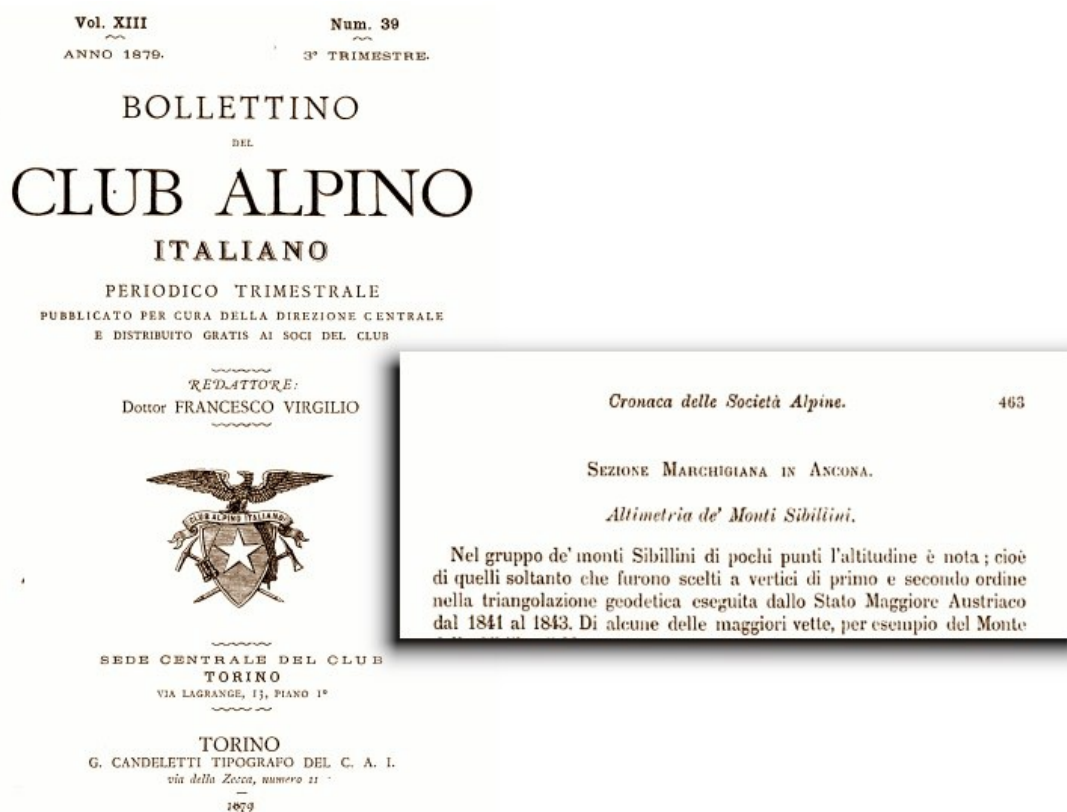 Vol. XIII Num. 39
ANNO 1879. 3° TRIMESTRE.
BOLLETTINO
DEL
CLUB ALPINO
ITALIANO
PERIODICO TRIMESTRALE
PUBBLICATO PER CURA DELLA DIREZIONE CENTRALE
E DISTRIBUITO GRATIS AI SOCI DEL CLUB
REDATTORE:
Dottor FRANCESCO VIRGILIO
CLUB ALPINO ITALIANO
SEDE CENTRALE DEL CLUB
TORINO
VIA LAGRANGE, 13, PIANO 1°
TORINO
G. CANDELETTI TIPOGRAFO DEL C. A. I.
via della Zecca, numero 11
1879
Cronaca delle Società Alpine. 463
SEZIONE MARCHIGIANA IN ANCONA.
Altimetria de' Monti Sibillini.
Nel gruppo de' monti Sibillini di pochi punti l'altitudine è nota; cioè
di quelli soltanto che furono scelti a vertici di primo e secondo ordine
nella triangolazione geodetica eseguita dallo Stato Maggiore Austriaco
dal 1841 al 1843. Di alcune delle maggiori vette, per esempio del Monte